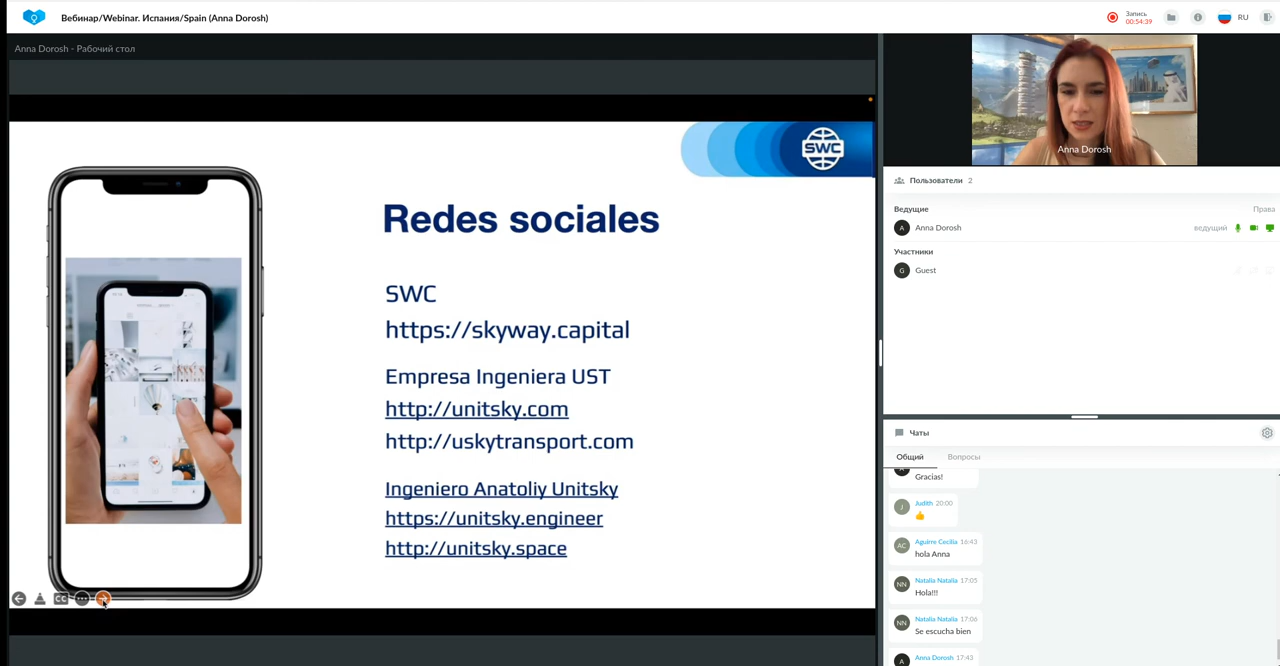 Вебинар/Webinar. Испания/Spain (Anna Dorosh)
Запись
00:54:39
RU
Anna Dorosh - Рабочий стол
SWC
Redes sociales
SWC
https://skyway.capital
Empresa Ingeniera UST
http://unitsky.com
http://uskytransport.com
Ingeniero Anatoliy Unitsky
https://unitsky.engineer
http://unitsky.space
CC
Anna Dorosh
Пользователи 2
Ведущие Права
A Anna Dorosh ведущий
Участники
G Guest
Чаты
Общий Вопросы
Gracias!
J Judith 20:00
👍
AC Aguirre Cecilia 16:43
hola Anna
NN Natalia Natalia 17:05
Hola!!!
NN Natalia Natalia 17:06
Se escucha bien
A Anna Dorosh 17:43